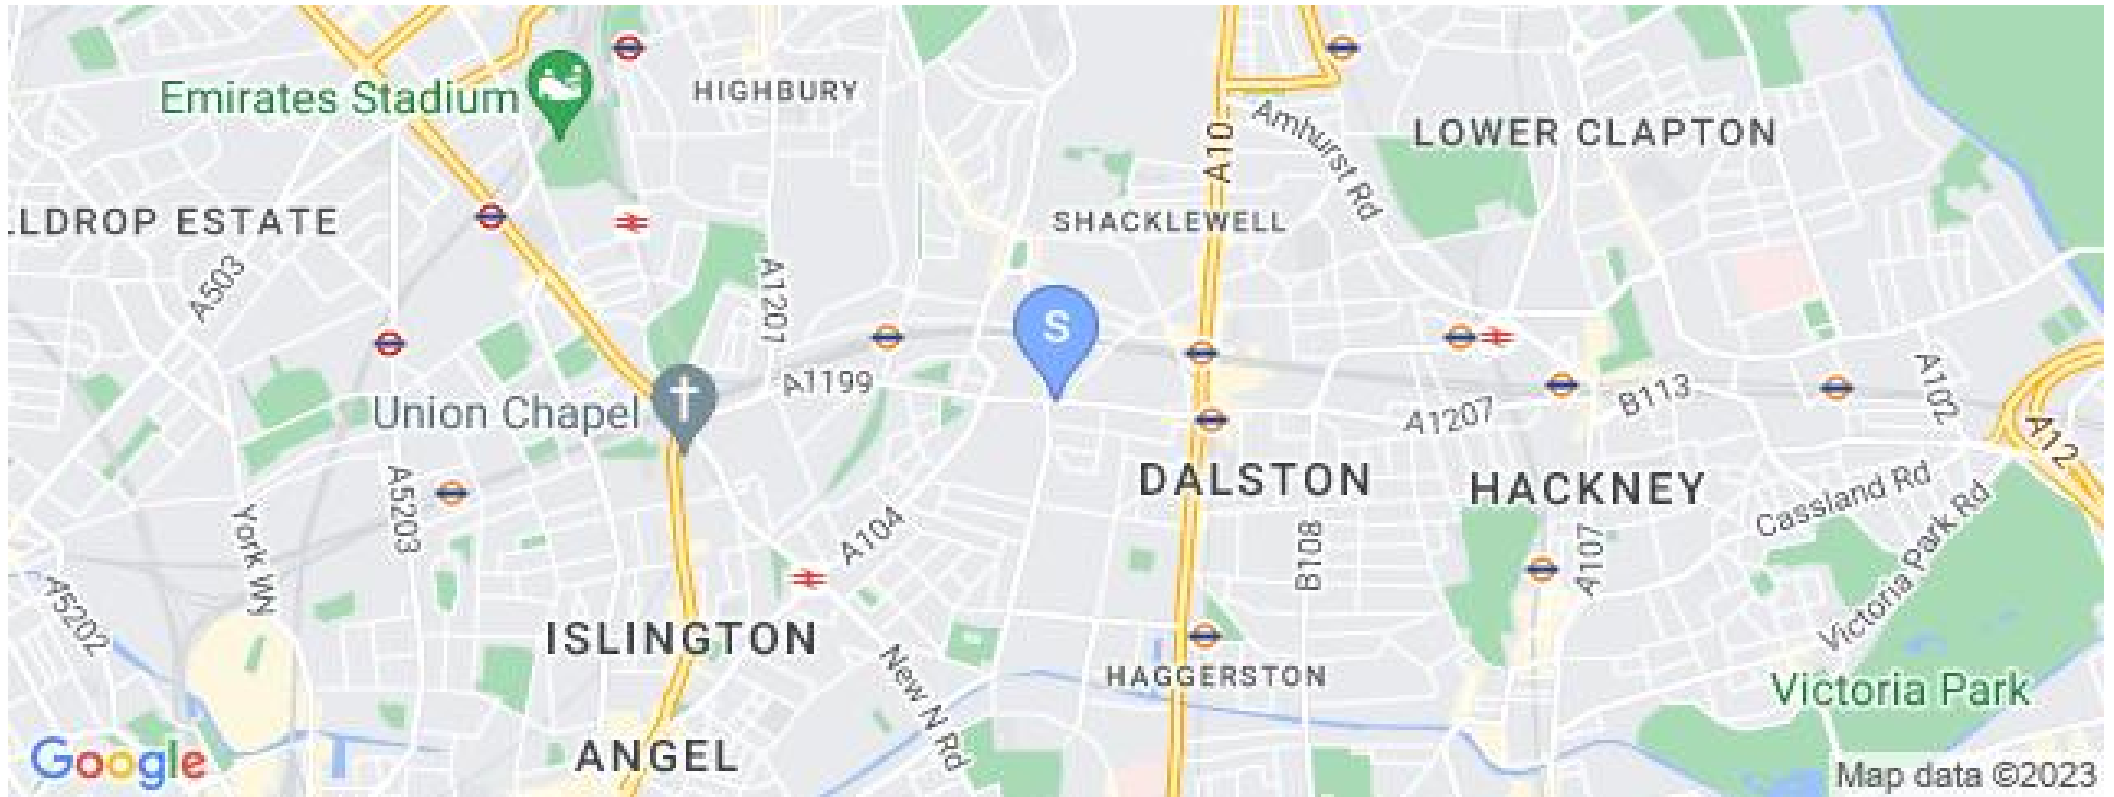 Emirates Stadium
HIGHBURY
A10
Amhurst Rd
LOWER CLAPTON
LLDROP ESTATE
SHACKLEWELL
A503
A1201
S
A1199
Union Chapel
A1207
B113
A102
A12
A5203
DALSTON
HACKNEY
Cassland Rd
York Wy
A104
B108
A107
Victoria Park Rd
A5202
ISLINGTON
New N Rd
HAGGERSTON
Victoria Park
ANGEL
Google
Map data ©2023